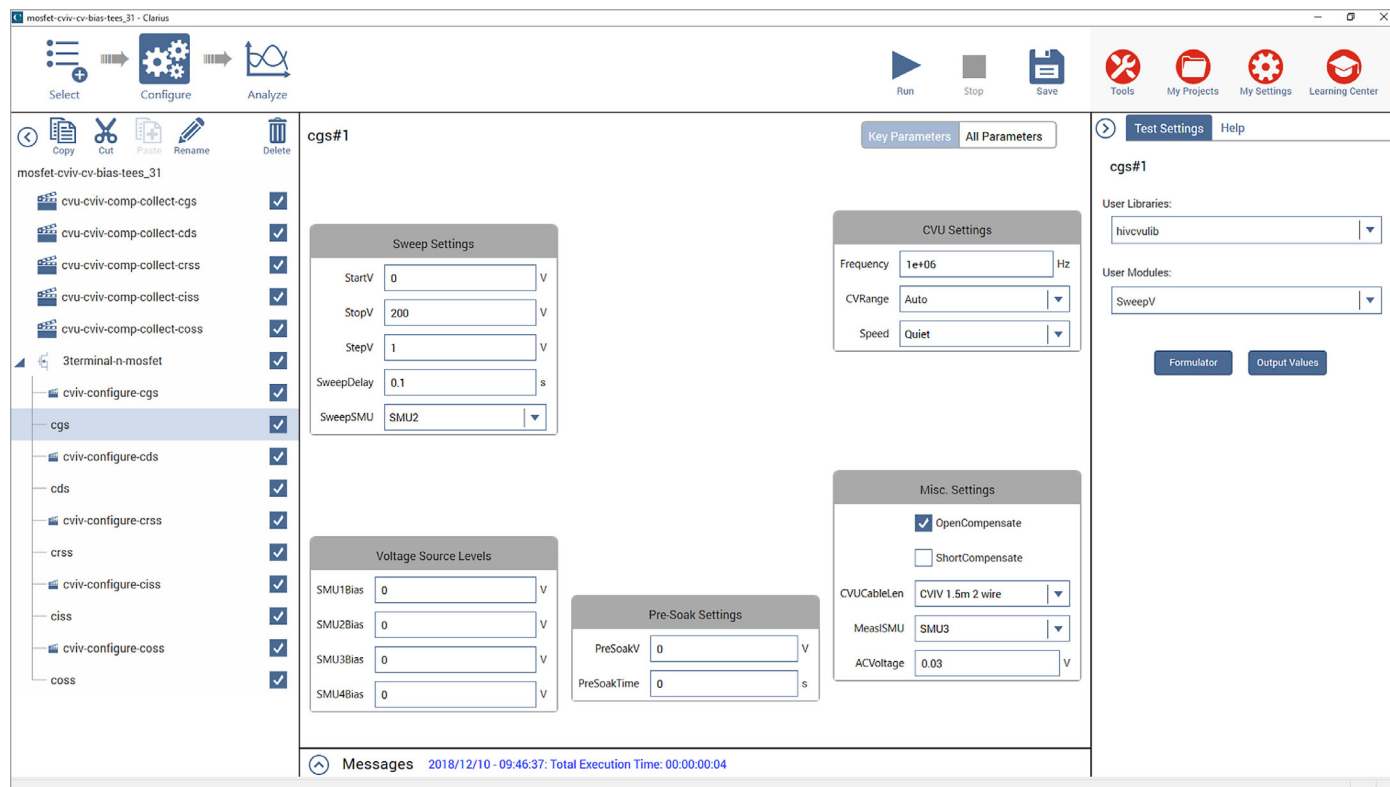 mosfet-cviv-cv-bias-tees_31 - Clarius
Select
Configure
Analyze
Run
Stop
Save
Tools
My Projects
My Settings
Learning Center
Copy
Cut
Paste
Rename
Delete
mosfet-cviv-cv-bias-tees_31
cvu-cviv-comp-collect-cgs
cvu-cviv-comp-collect-cds
cvu-cviv-comp-collect-crss
cvu-cviv-comp-collect-ciss
cvu-cviv-comp-collect-coss
3terminal-n-mosfet
cviv-configure-cgs
cgs
cviv-configure-cds
cds
cviv-configure-crss
crss
cviv-configure-ciss
ciss
cviv-configure-coss
coss
cgs#1
Key Parameters
All Parameters
Sweep Settings
StartV 0 V
StopV 200 V
StepV 1 V
SweepDelay 0.1 s
SweepSMU SMU2
CVU Settings
Frequency 1e+06 Hz
CVRange Auto
Speed Quiet
Voltage Source Levels
SMU1Bias 0 V
SMU2Bias 0 V
SMU3Bias 0 V
SMU4Bias 0 V
Pre-Soak Settings
PreSoakV 0 V
PreSoakTime 0 s
Misc. Settings
OpenCompensate
ShortCompensate
CVUCableLen CVIV 1.5m 2 wire
MeasISMU SMU3
ACVoltage 0.03 V
Messages 2018/12/10 - 09:46:37: Total Execution Time: 00:00:00:04
Test Settings
Help
cgs#1
User Libraries:
hivcvulib
User Modules:
SweepV
Formulator
Output Values